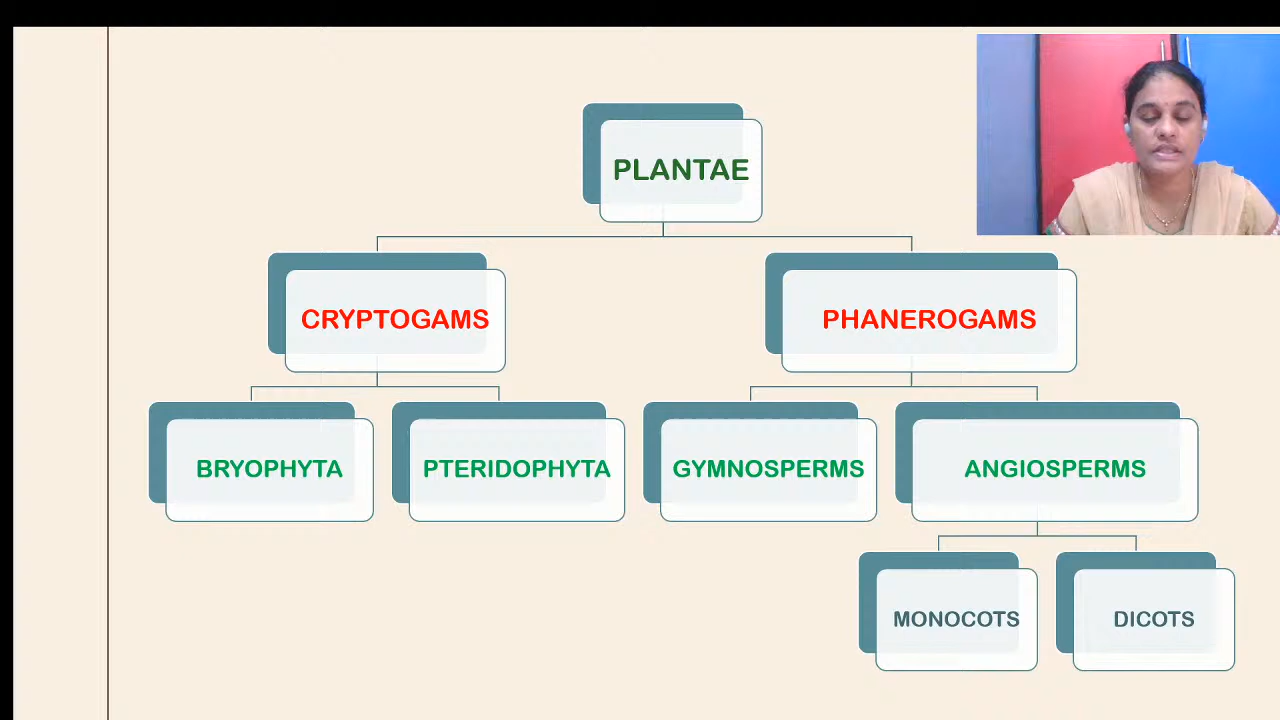 PLANTAE
CRYPTOGAMS
PHANEROGAMS
BRYOPHYTA
PTERIDOPHYTA
GYMNOSPERMS
ANGIOSPERMS
MONOCOTS
DICOTS